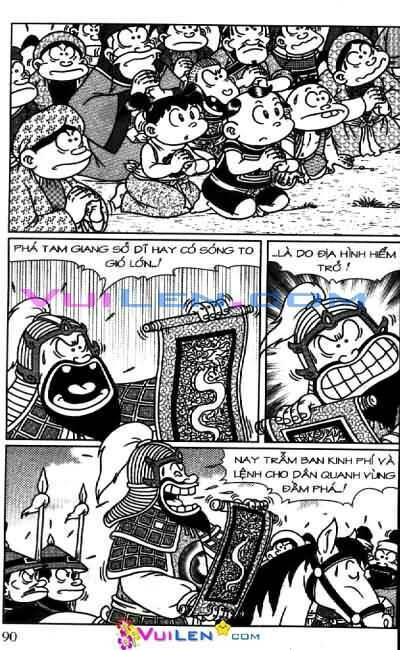 PHÁ TAM GIANG SỞ DĨ HAY CÓ SÓNG TO
GIÓ LỚN..!
..LÀ DO ĐỊA HÌNH HIỂM
TRỞ!
VUILEN.COM
NAY TRẪM BAN KINH PHÍ VÀ
LỆNH CHO DÂN QUANH VÙNG
ĐẦM PHÁ..!
90
VUILEN.COM